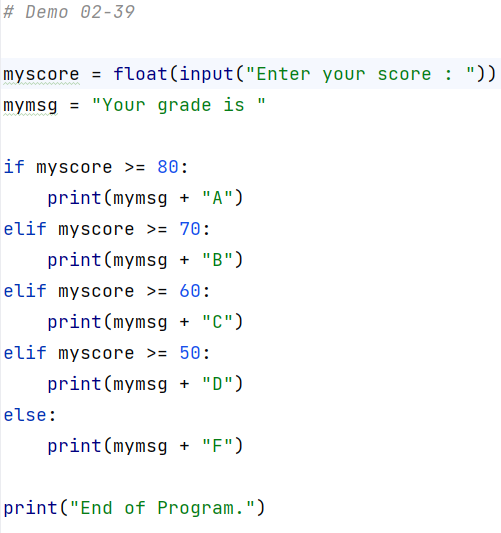 # Demo 02-39
myscore = float(input("Enter your score : "))
mymsg = "Your grade is "
if myscore >= 80:
    print(mymsg + "A")
elif myscore >= 70:
    print(mymsg + "B")
elif myscore >= 60:
    print(mymsg + "C")
elif myscore >= 50:
    print(mymsg + "D")
else:
    print(mymsg + "F")
print("End of Program.")